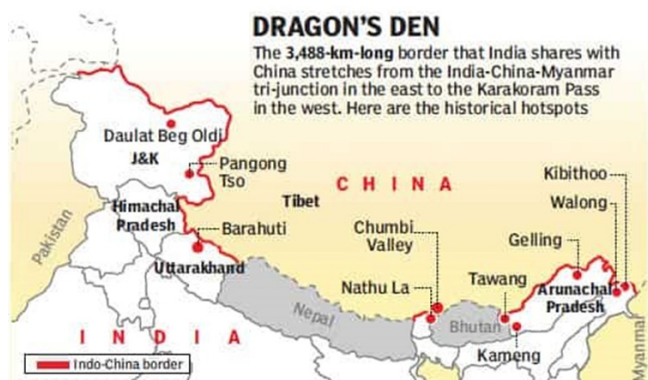 DRAGON'S DEN
The 3,488-km-long border that India shares with
China stretches from the India-China-Myanmar
tri-junction in the east to the Karakoram Pass
in the west. Here are the historical hotspots
Daulat Beg Oldi
J&K
Pangong
Tso
CHINA
Tibet
Kibithoo
Walong
Himachal
Pradesh
Barahuti
Chumbi
Valley
Gelling
Pakistan
Uttarakhand
Nathu La
Tawang
Arunachal
Pradesh
Nepal
Bhutan
INDIA
Kameng
Myanmar
Indo-China border